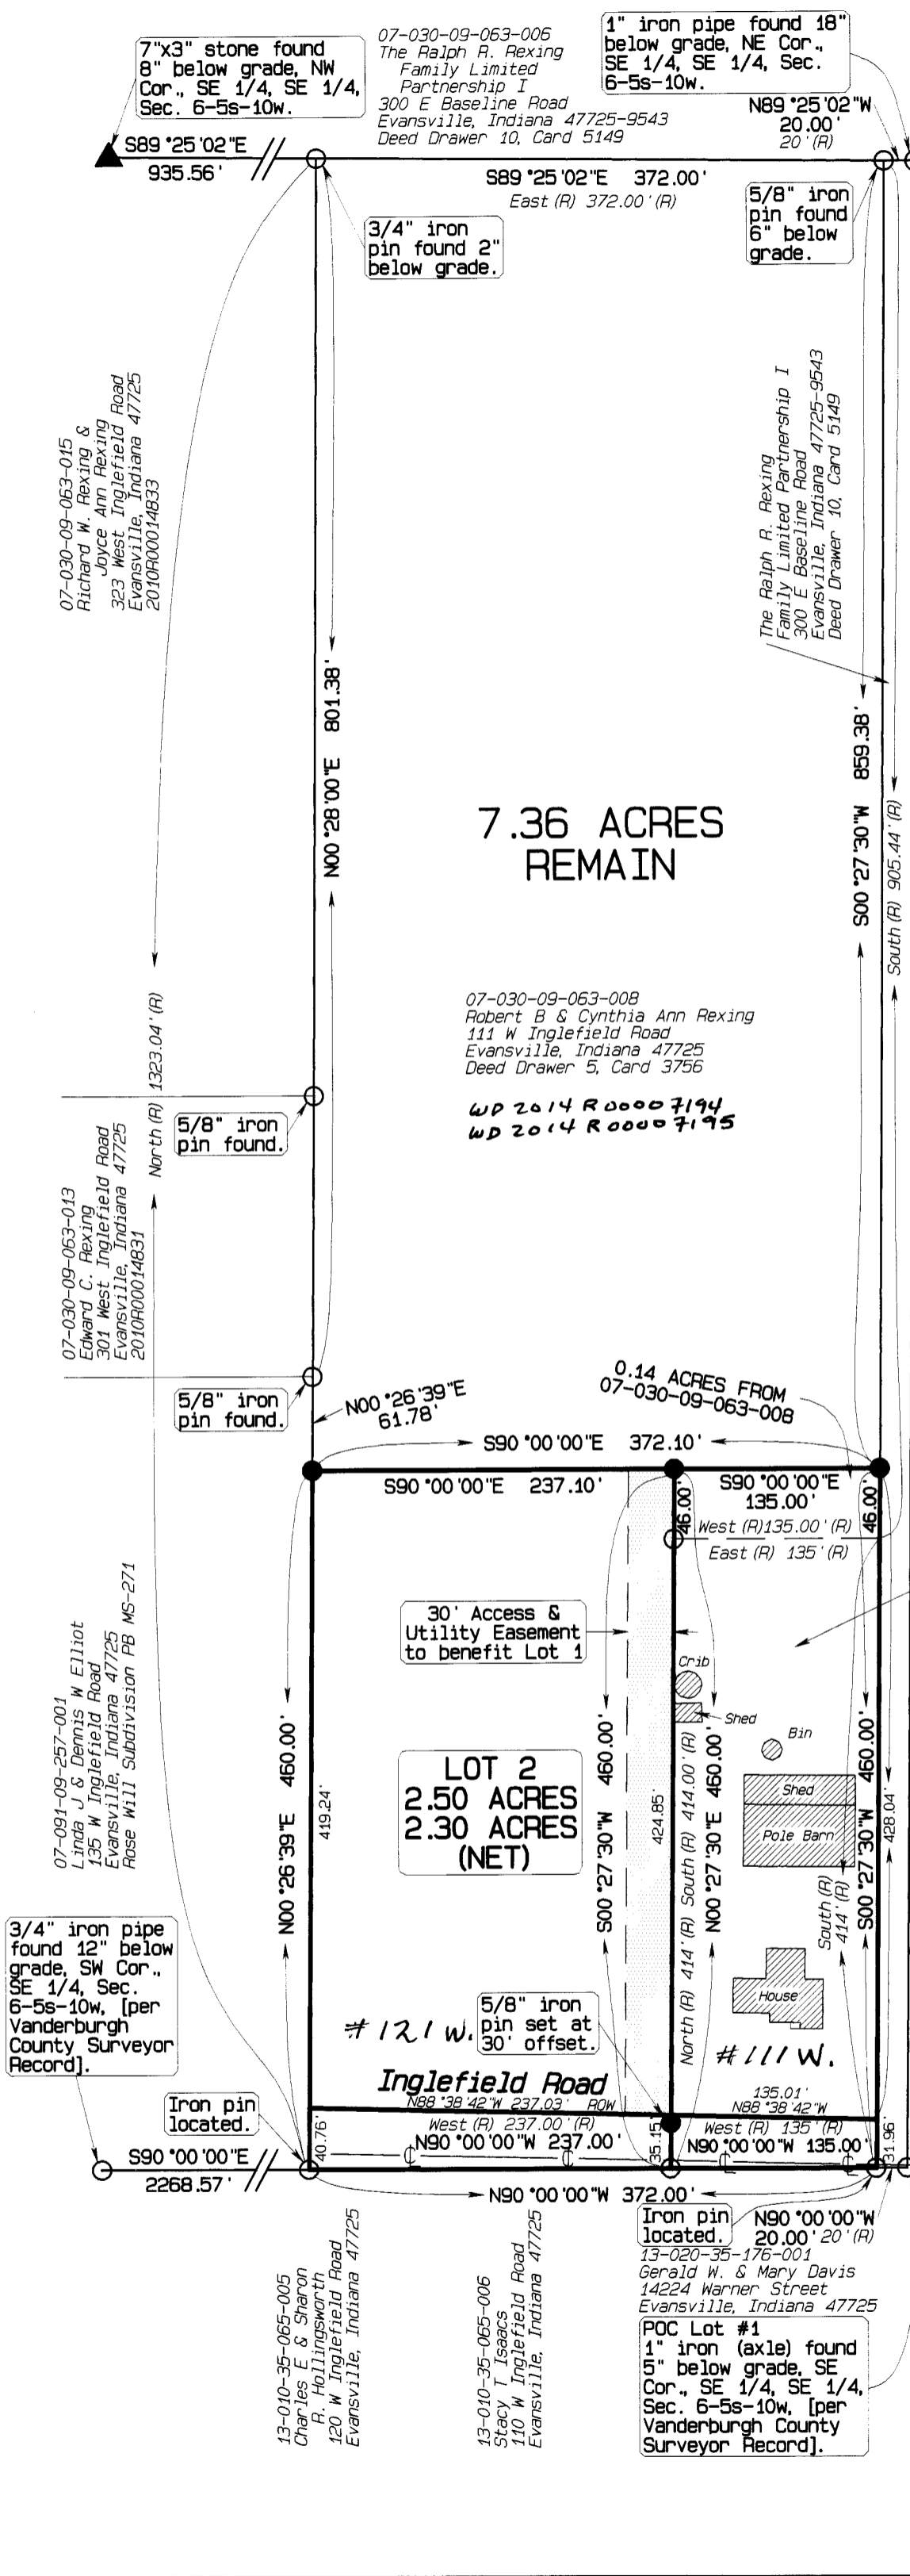 7"x3" stone found
8" below grade, NW
Cor., SE 1/4, SE 1/4,
Sec. 6-5s-10w.
07-030-09-063-006
The Ralph R. Rexing
Family Limited
Partnership I
300 E Baseline Road
Evansville, Indiana 47725-9543
Deed Drawer 10, Card 5149
1" iron pipe found 18"
below grade, NE Cor.,
SE 1/4, SE 1/4, Sec.
6-5s-10w.
N89°25'02"W
20.00'
20'(R)
S89°25'02"E
935.56'
S89°25'02"E 372.00'
East (R) 372.00'(R)
3/4" iron
pin found 2"
below grade.
5/8" iron
pin found
6" below
grade.
07-030-09-063-015
Richard W. Rexing &
Joyce Ann Rexing
323 West Inglefield Road
Evansville, Indiana 47725
2010R00014833
The Ralph R. Rexing
Family Limited Partnership I
300 E Baseline Road
Evansville, Indiana 47725-9543
Deed Drawer 10, Card 5149
N00°28'00"E 801.38'
S00°27'30"W 859.38'
South (R) 905.44'(R)
7.36 ACRES
REMAIN
North (R) 1323.04'(R)
07-030-09-063-008
Robert B & Cynthia Ann Rexing
111 W Inglefield Road
Evansville, Indiana 47725
Deed Drawer 5, Card 3756
WD 2014 R00007194
WD 2014 R00007195
5/8" iron
pin found.
07-030-09-063-013
Edward C. Rexing
301 West Inglefield Road
Evansville, Indiana 47725
2010R00014831
5/8" iron
pin found.
N00°26'39"E
61.78'
0.14 ACRES FROM
07-030-09-063-008
S90°00'00"E 372.10'
S90°00'00"E 237.10'
S90°00'00"E
135.00'
46.00'
46.00'
West (R) 135.00'(R)
East (R) 135'(R)
07-091-09-257-001
Linda J & Dennis W Elliot
135 W Inglefield Road
Evansville, Indiana 47725
Rose Will Subdivision PB MS-271
30' Access &
Utility Easement
to benefit Lot 1
Crib
Shed
Bin
Shed
Pole Barn
House
LOT 2
2.50 ACRES
2.30 ACRES
(NET)
N00°26'39"E 460.00'
419.24'
S00°27'30"W 460.00'
424.85'
North (R) 414'(R) South (R) 414.00'(R)
N00°27'30"E 460.00'
South (R)
414'(R)
S00°27'30"W 460.00'
428.04'
3/4" iron pipe
found 12" below
grade, SW Cor.,
SE 1/4, Sec.
6-5s-10w, [per
Vanderburgh
County Surveyor
Record].
5/8" iron
pin set at
30' offset.
#121 W.
#111 W.
Iron pin
located.
Inglefield Road
N88°38'42"W 237.03' ROW
West (R) 237.00'(R)
N90°00'00"W 237.00'
135.01'
N88°38'42"W
West (R) 135'(R)
N90°00'00"W 135.00'
40.76'
35.15'
31.96'
S90°00'00"E
2268.57'
N90°00'00"W 372.00'
Iron pin
located.
N90°00'00"W
20.00' 20'(R)
13-010-35-065-005
Charles E & Sharon
R. Hollingsworth
120 W Inglefield Road
Evansville, Indiana 47725
13-010-35-065-006
Stacy T Isaacs
110 W Inglefield Road
Evansville, Indiana 47725
13-020-35-176-001
Gerald W. & Mary Davis
14224 Warner Street
Evansville, Indiana 47725
POC Lot #1
1" iron (axle) found
5" below grade, SE
Cor., SE 1/4, SE 1/4,
Sec. 6-5s-10w, [per
Vanderburgh County
Surveyor Record].